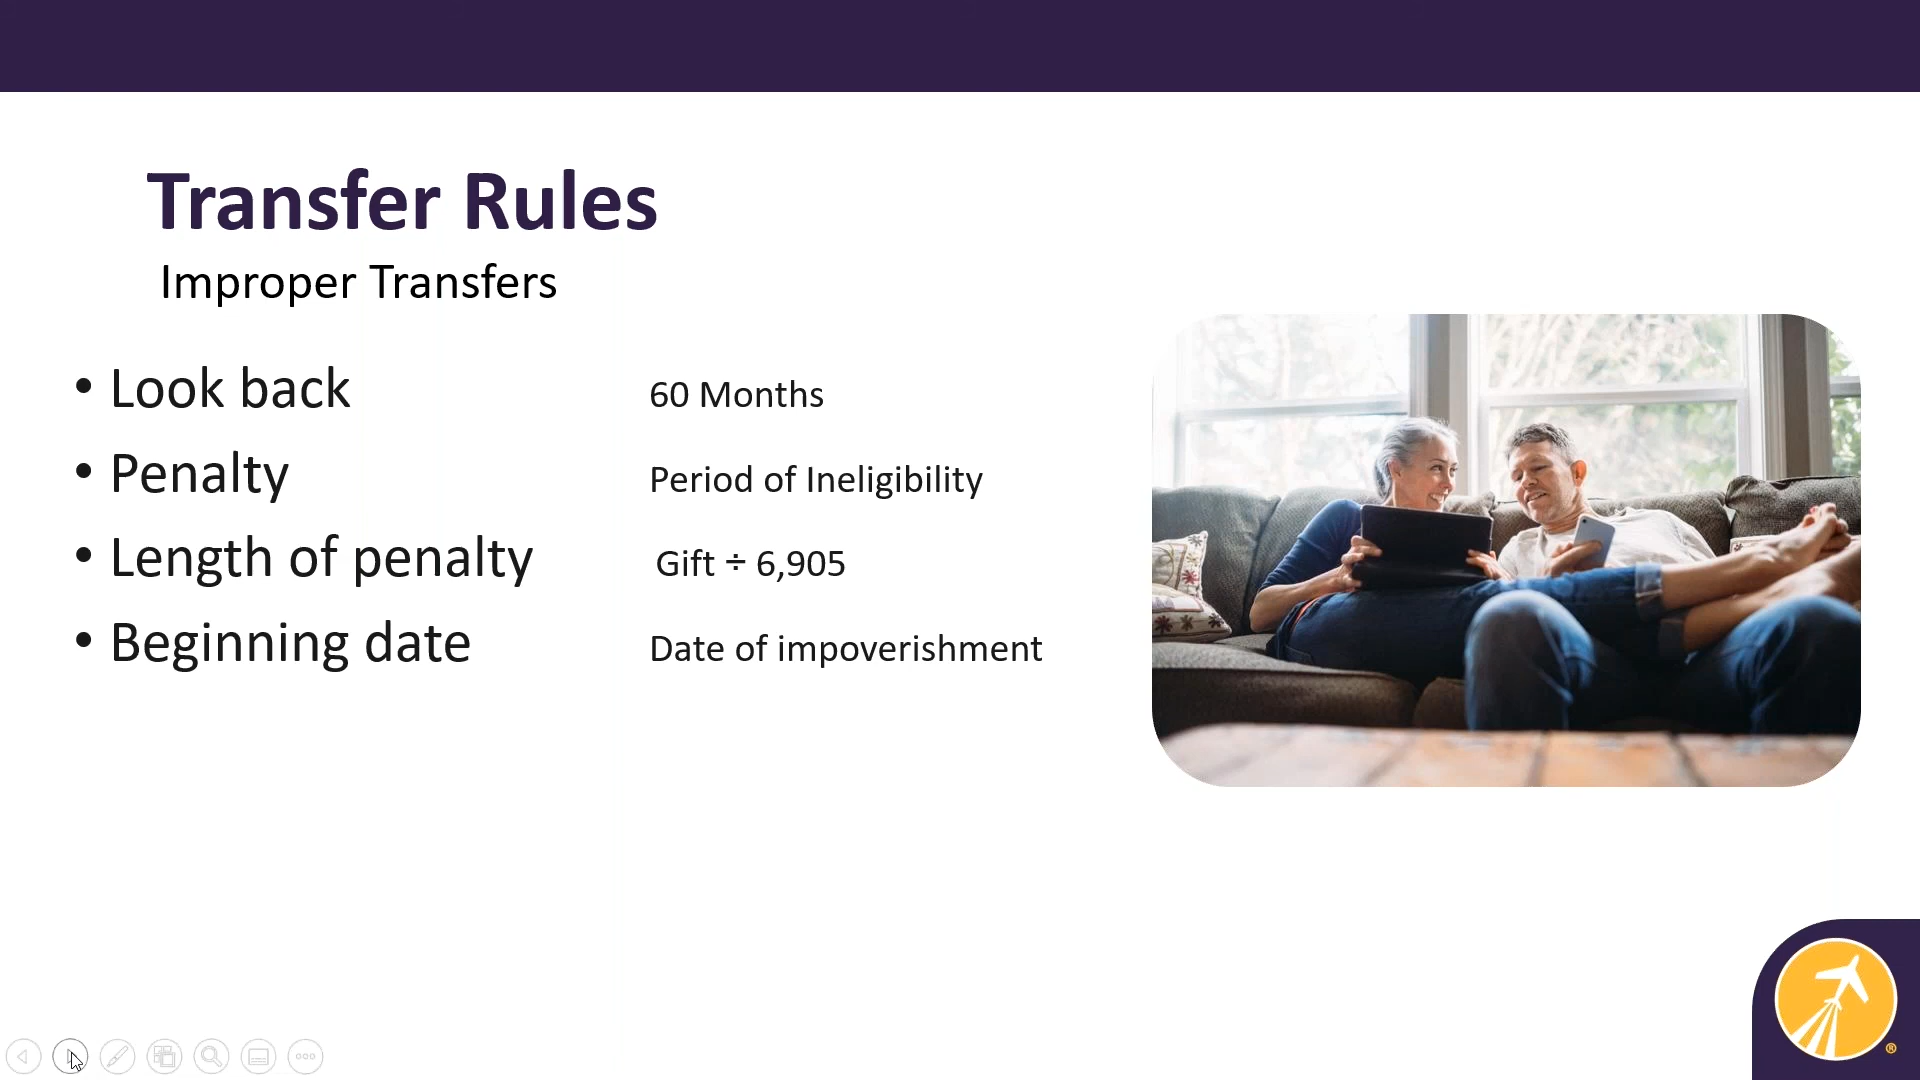 Transfer Rules
Improper Transfers
• Look back 60 Months
• Penalty Period of Ineligibility
• Length of penalty Gift ÷ 6,905
• Beginning date Date of impoverishment
®